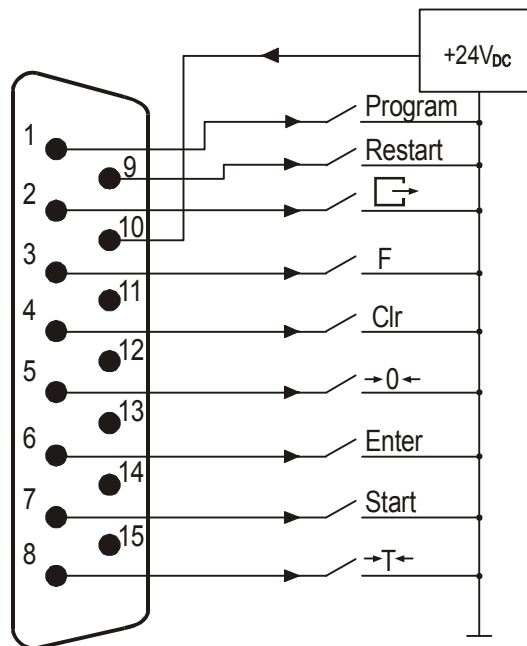 +24VDC
1 Program
9 Restart
2
10
3 F
11
4 Clr
12
5 →0←
13
6 Enter
14
7 Start
15
8 →T←